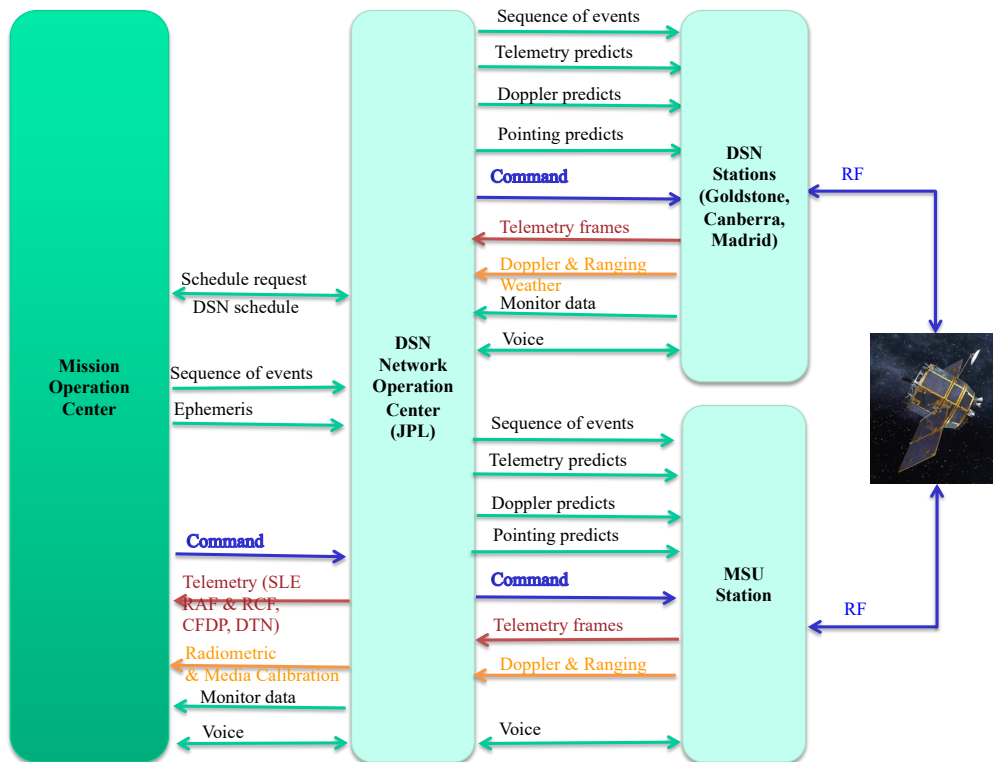 Mission
Operation
Center
Schedule request
DSN schedule
Sequence of events
Ephemeris
Command
Telemetry (SLE
RAF & RCF,
CFDP, DTN)
Radiometric
& Media Calibration
Monitor data
Voice
DSN
Network
Operation
Center
(JPL)
Sequence of events
Telemetry predicts
Doppler predicts
Pointing predicts
Command
Telemetry frames
Doppler & Ranging
Weather
Monitor data
Voice
DSN
Stations
(Goldstone,
Canberra,
Madrid)
RF
Sequence of events
Telemetry predicts
Doppler predicts
Pointing predicts
Command
Telemetry frames
Doppler & Ranging
Voice
MSU
Station
RF